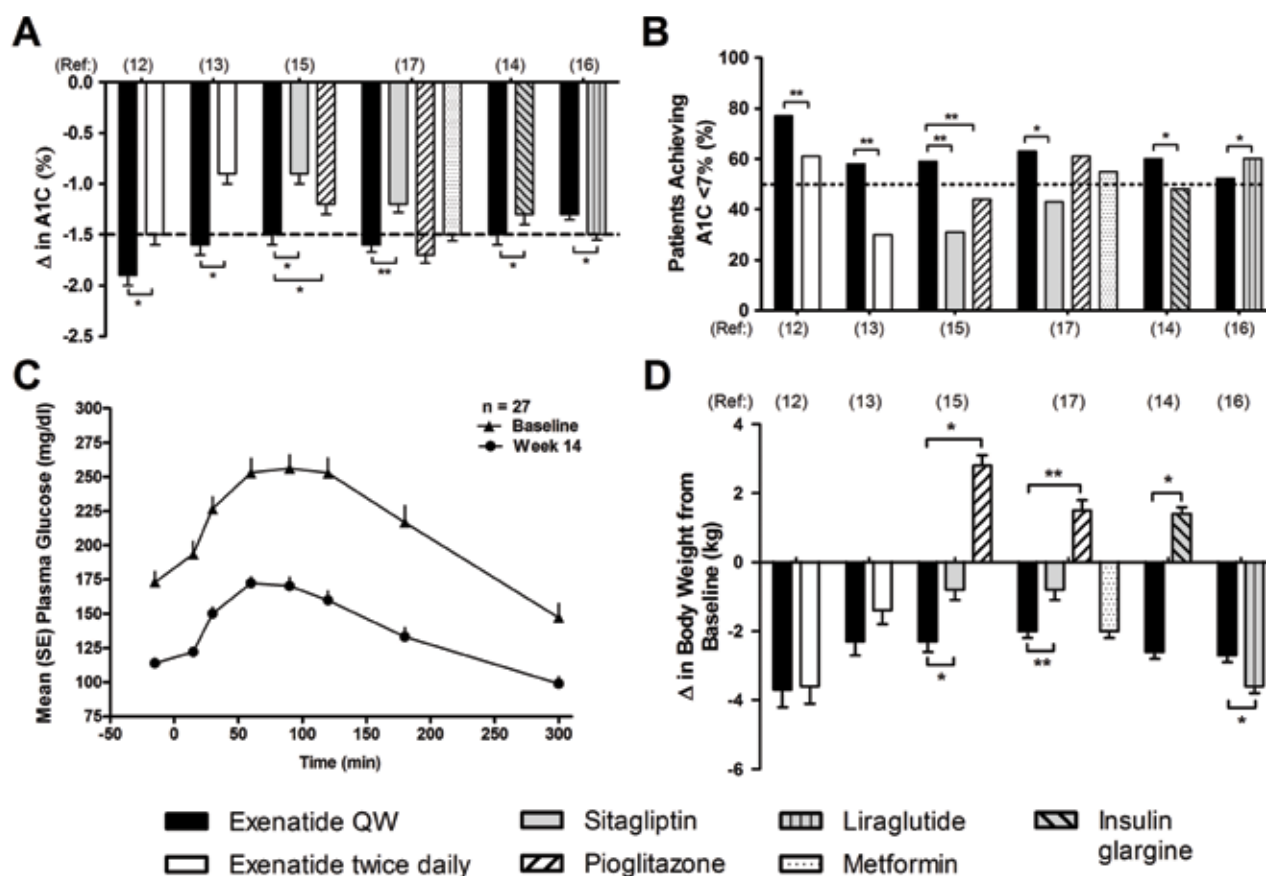 A
(Ref:) (12) (13) (15) (17) (14) (16)
0.0
-0.5
-1.0
-1.5
-2.0
-2.5
Δ in A1C (%)
* * * * ** * *
B
100
80
60
40
20
0
Patients Achieving
A1C <7% (%)
** ** ** ** * * *
(Ref:) (12) (13) (15) (17) (14) (16)
C
300
275
250
225
200
175
150
125
100
75
Mean (SE) Plasma Glucose (mg/dl)
n = 27
Baseline
Week 14
-50 0 50 100 150 200 250 300
Time (min)
D
(Ref:) (12) (13) (15) (17) (14) (16)
4
2
0
-2
-4
-6
Δ in Body Weight from
Baseline (kg)
* ** *
* ** *
Exenatide QW
Sitagliptin
Liraglutide
Insulin
glargine
Exenatide twice daily
Pioglitazone
Metformin